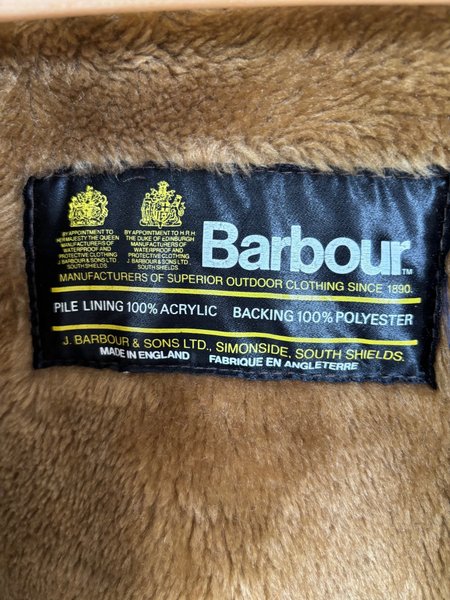 BY APPOINTMENT TO
HER MAJESTY THE QUEEN
MANUFACTURERS OF
WATERPROOF AND
PROTECTIVE CLOTHING
J. BARBOUR & SONS LTD
SOUTH SHIELDS
BY APPOINTMENT TO H.R.H.
THE DUKE OF EDINBURGH
MANUFACTURERS OF
WATERPROOF AND
PROTECTIVE CLOTHING
J. BARBOUR & SONS LTD.
SOUTH SHIELDS
Barbour™
MANUFACTURERS OF SUPERIOR OUTDOOR CLOTHING SINCE 1890.
PILE LINING 100% ACRYLIC BACKING 100% POLYESTER
J. BARBOUR & SONS LTD., SIMONSIDE, SOUTH SHIELDS.
MADE IN ENGLAND FABRIQUE EN ANGLETERRE